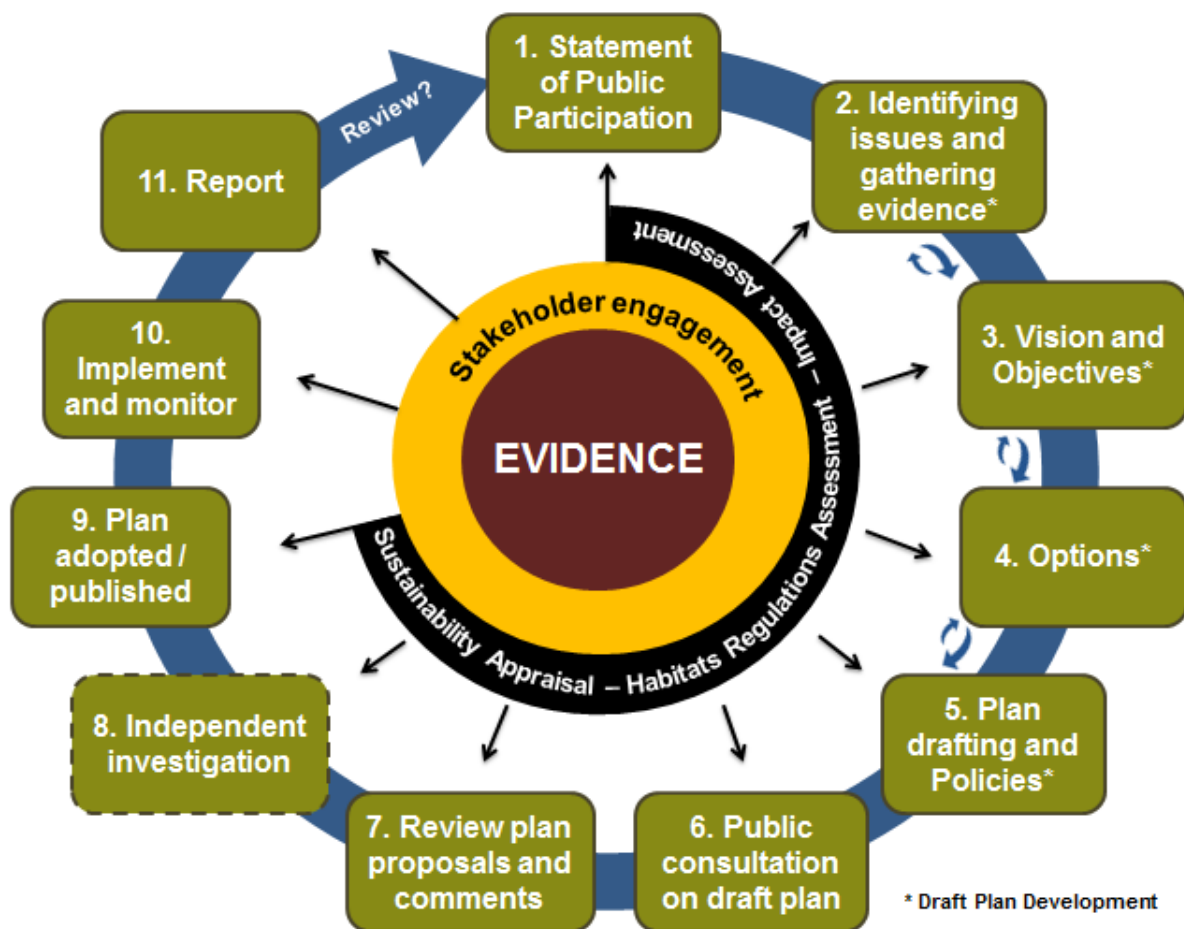 1. Statement
of Public
Participation
2. Identifying
issues and
gathering
evidence*
3. Vision and
Objectives*
4. Options*
5. Plan
drafting and
Policies*
6. Public
consultation
on draft plan
7. Review plan
proposals and
comments
8. Independent
investigation
9. Plan
adopted /
published
10.
Implement
and monitor
11. Report
Review?
Stakeholder engagement
EVIDENCE
Sustainability Appraisal – Habitats Regulations Assessment – Impact Assessment
* Draft Plan Development